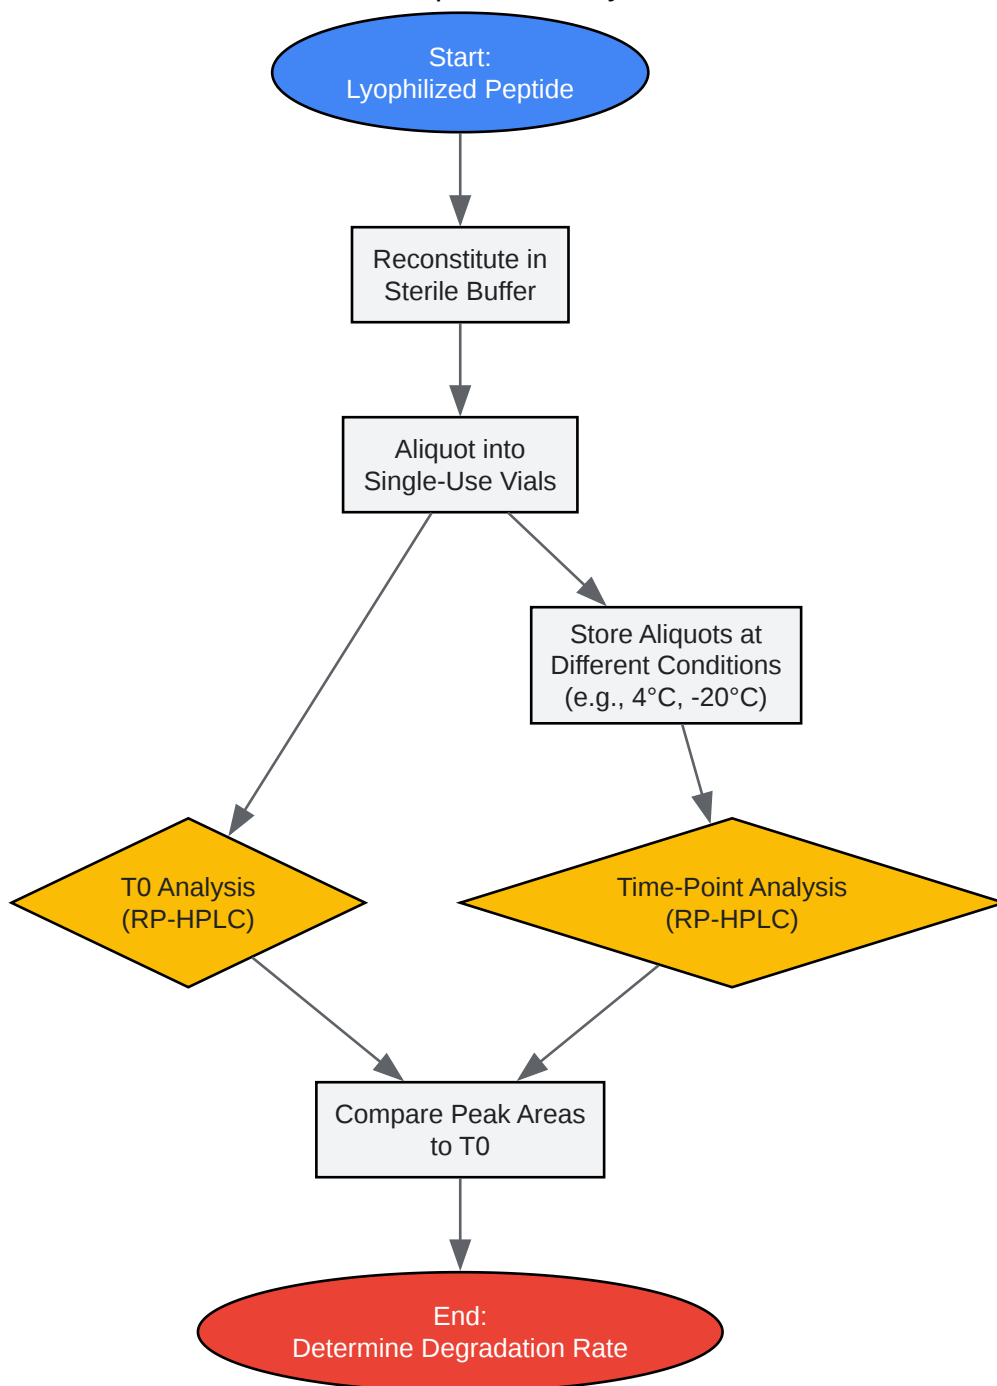 Start:
Lyophilized Peptide
Reconstitute in
Sterile Buffer
Aliquot into
Single-Use Vials
Store Aliquots at
Different Conditions
(e.g., 4°C, -20°C)
T0 Analysis
(RP-HPLC)
Time-Point Analysis
(RP-HPLC)
Compare Peak Areas
to T0
End:
Determine Degradation Rate